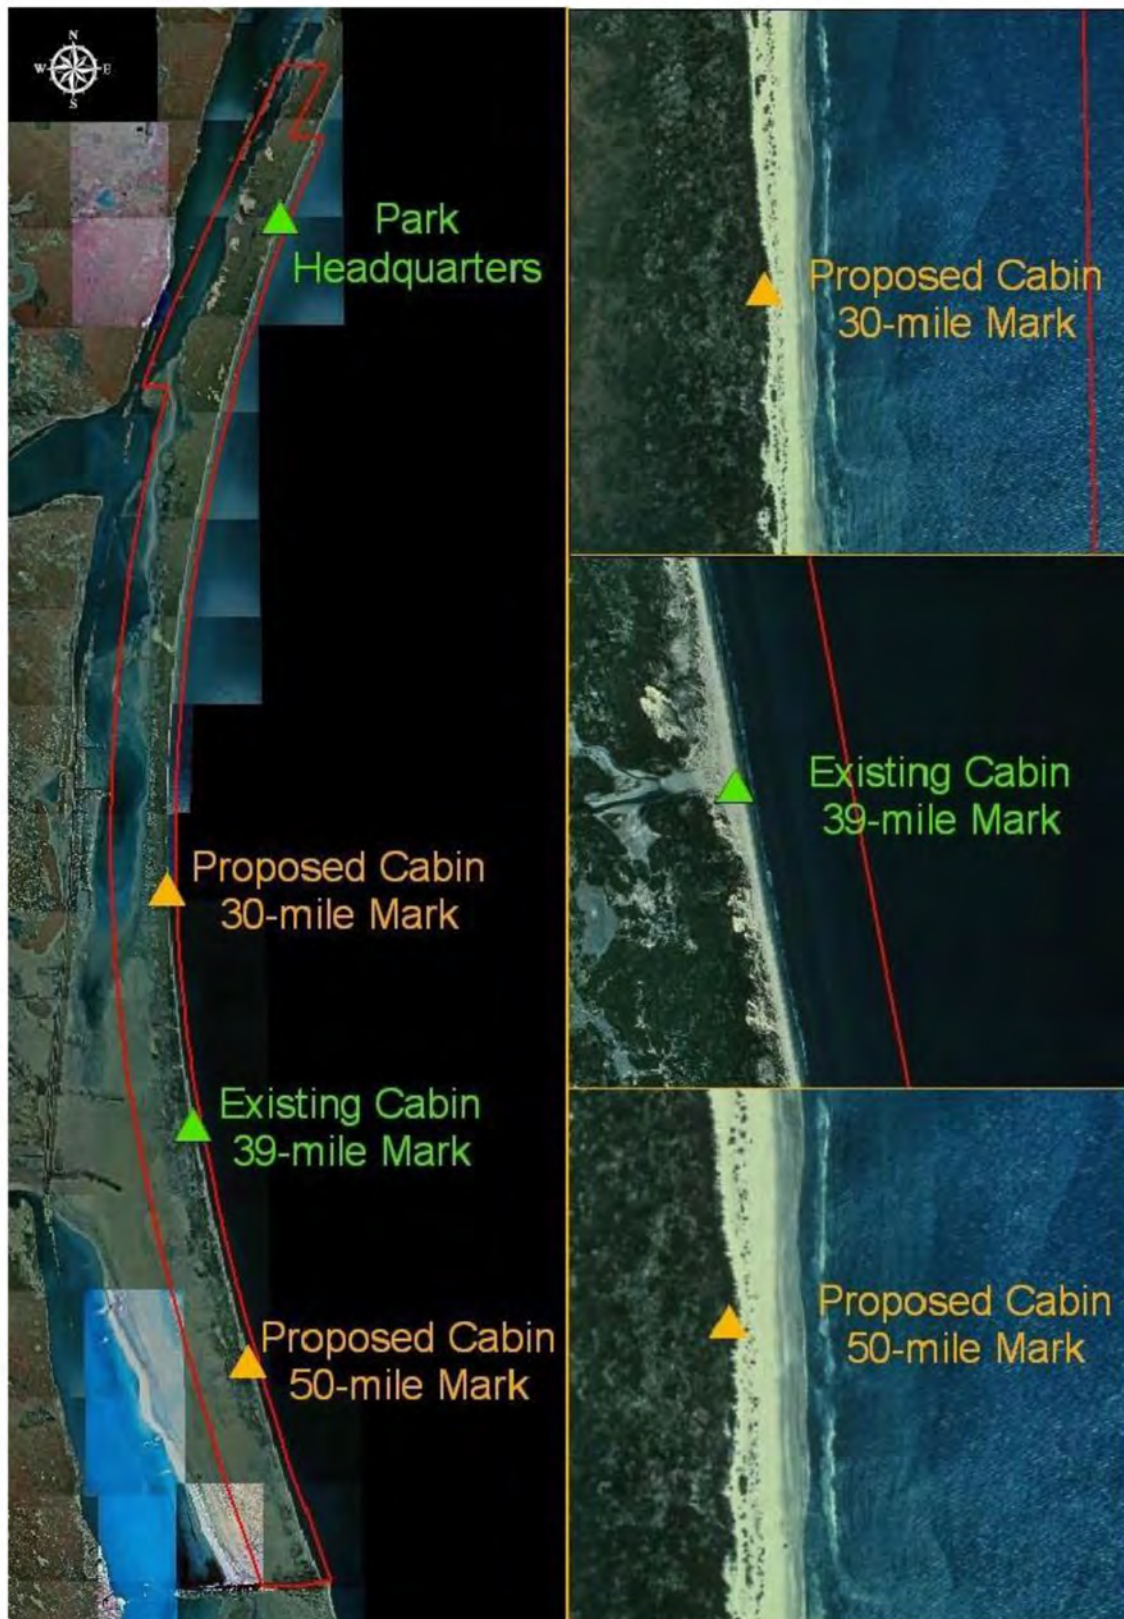 N
W E
S
Park
Headquarters
Proposed Cabin
30-mile Mark
Existing Cabin
39-mile Mark
Proposed Cabin
50-mile Mark
Proposed Cabin
30-mile Mark
Existing Cabin
39-mile Mark
Proposed Cabin
50-mile Mark